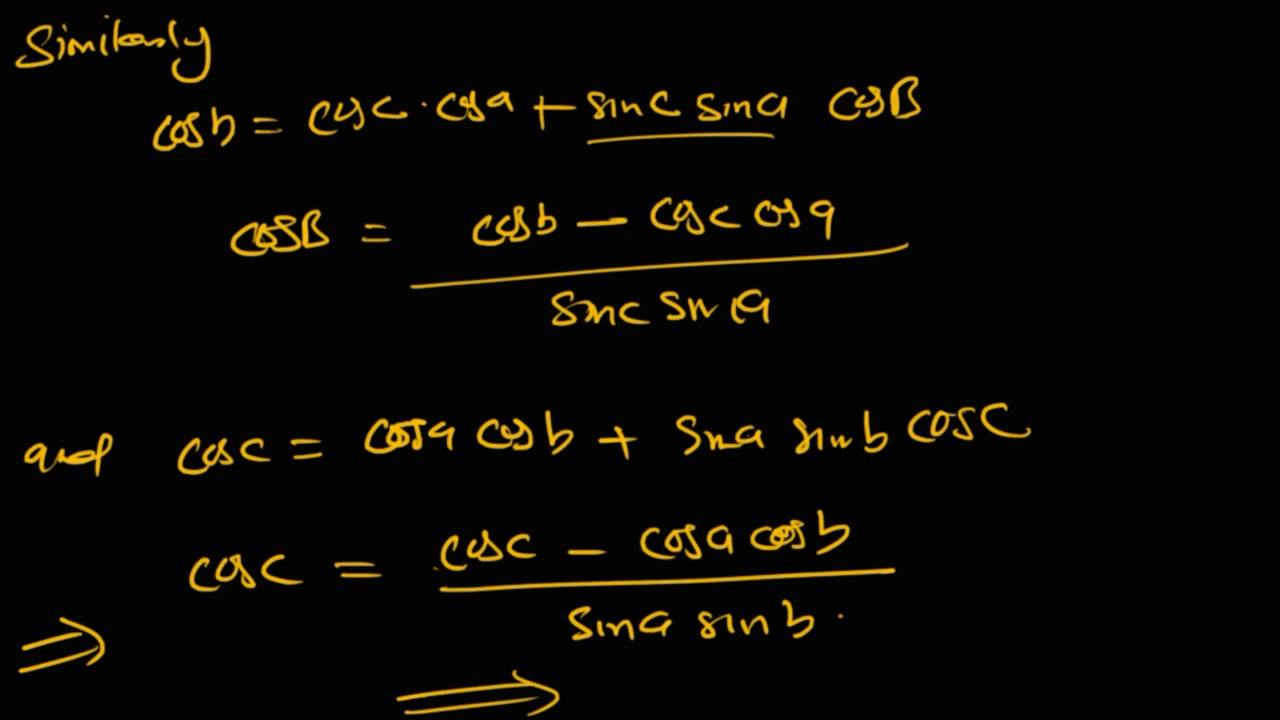 Similarly
cos b = cos c · cos a + sin c sin a cos B
cos B = cos b − cos c cos a
sin c sin a
and cos c = cos a cos b + sin a sin b cos C
cos C = cos c − cos a cos b
sin a sin b .
⇒
⇒